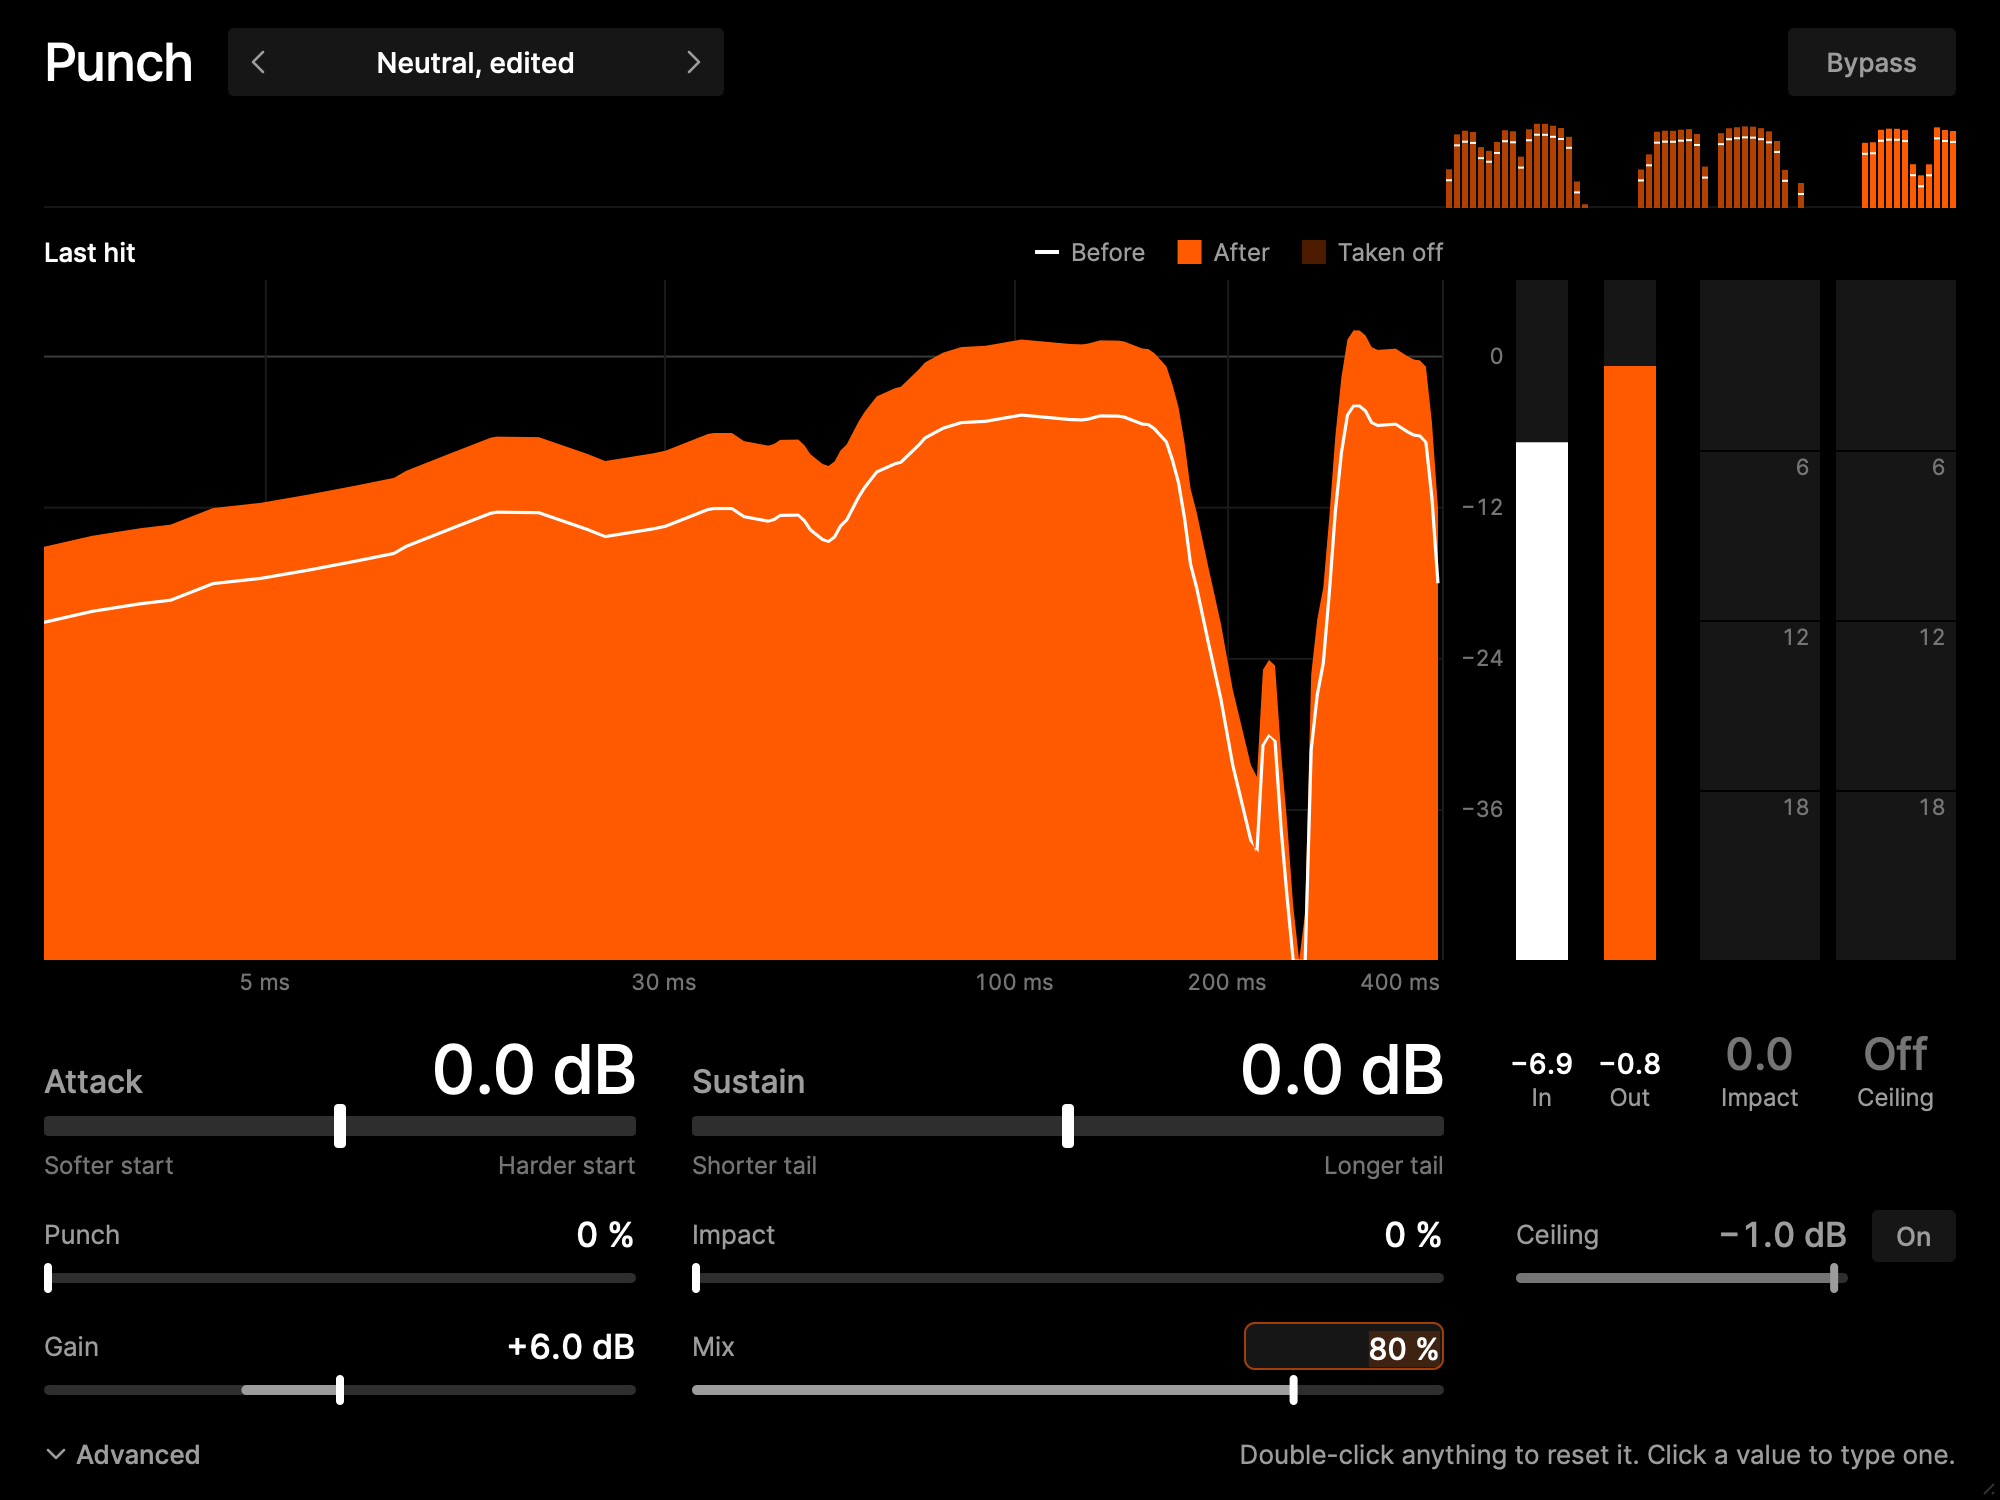 Punch
Neutral, edited
Bypass
Last hit
Before
After
Taken off
0
−12
−24
−36
6
12
18
6
12
18
5 ms
30 ms
100 ms
200 ms
400 ms
Attack
0.0 dB
Softer start
Harder start
Sustain
0.0 dB
Shorter tail
Longer tail
−6.9
In
−0.8
Out
0.0
Impact
Off
Ceiling
Punch
0 %
Impact
0 %
Ceiling
−1.0 dB
On
Gain
+6.0 dB
Mix
80 %
Advanced
Double-click anything to reset it. Click a value to type one.